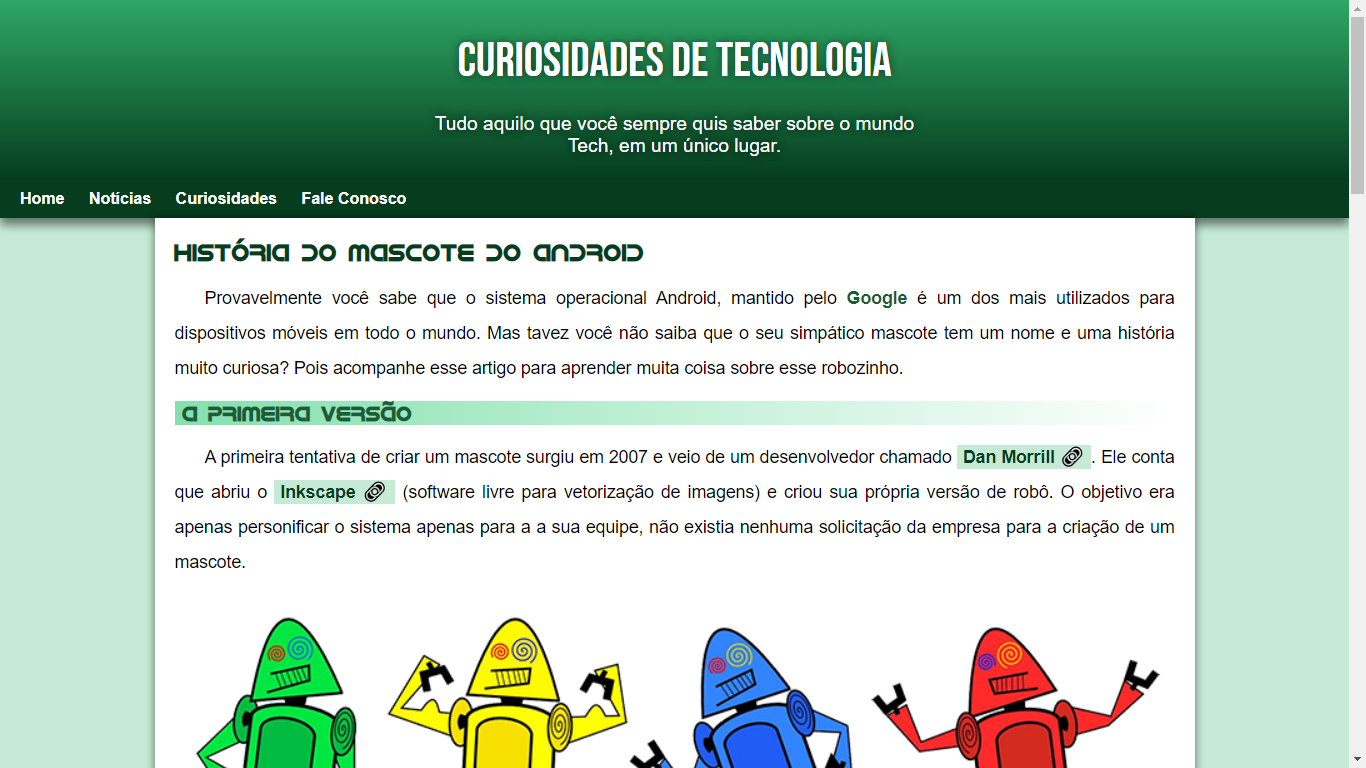 CURIOSIDADES DE TECNOLOGIA
Tudo aquilo que você sempre quis saber sobre o mundo
Tech, em um único lugar.
Home Notícias Curiosidades Fale Conosco
HISTÓRIA DO MASCOTE DO ANDROID
Provavelmente você sabe que o sistema operacional Android, mantido pelo Google é um dos mais utilizados para
dispositivos móveis em todo o mundo. Mas tavez você não saiba que o seu simpático mascote tem um nome e uma história
muito curiosa? Pois acompanhe esse artigo para aprender muita coisa sobre esse robozinho.
A PRIMEIRA VERSÃO
A primeira tentativa de criar um mascote surgiu em 2007 e veio de um desenvolvedor chamado Dan Morrill. Ele conta
que abriu o Inkscape (software livre para vetorização de imagens) e criou sua própria versão de robô. O objetivo era
apenas personificar o sistema apenas para a a sua equipe, não existia nenhuma solicitação da empresa para a criação de um
mascote.